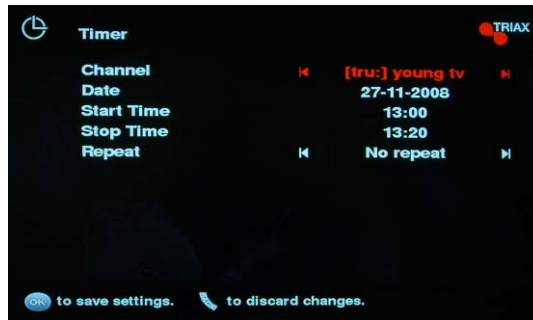 Timer
TRIAX
Channel [tru:] young tv
Date 27-11-2008
Start Time 13:00
Stop Time 13:20
Repeat No repeat
OK to save settings. to discard changes.